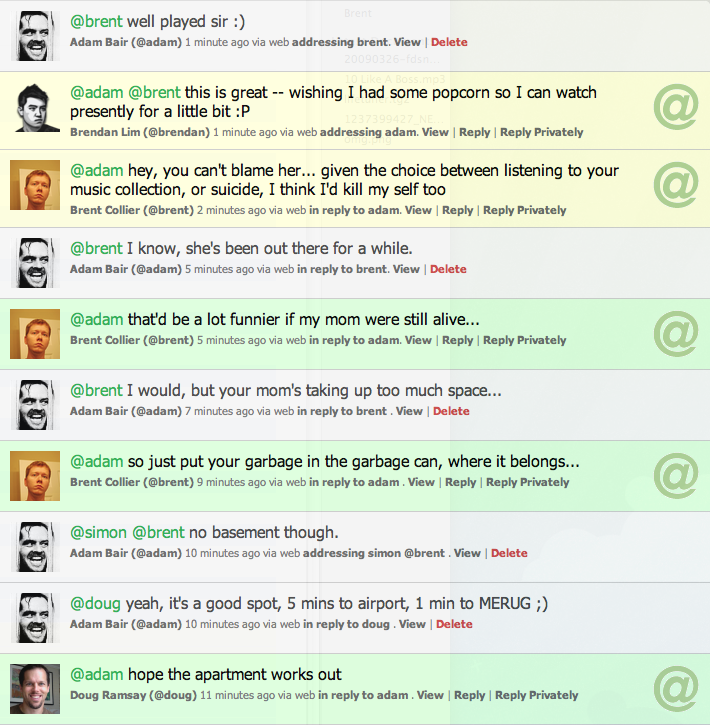 @brent well played sir :)
Adam Bair (@adam) 1 minute ago via web addressing brent. View | Delete
@adam @brent this is great -- wishing I had some popcorn so I can watch
presently for a little bit :P
Brendan Lim (@brendan) 1 minute ago via web addressing adam. View | Reply | Reply Privately
@
@adam hey, you can't blame her... given the choice between listening to your
music collection, or suicide, I think I'd kill my self too
Brent Collier (@brent) 2 minutes ago via web in reply to adam. View | Reply | Reply Privately
@
@brent I know, she's been out there for a while.
Adam Bair (@adam) 5 minutes ago via web in reply to brent. View | Delete
@adam that'd be a lot funnier if my mom were still alive...
Brent Collier (@brent) 5 minutes ago via web in reply to adam. View | Reply | Reply Privately
@
@brent I would, but your mom's taking up too much space...
Adam Bair (@adam) 7 minutes ago via web in reply to brent . View | Delete
@adam so just put your garbage in the garbage can, where it belongs...
Brent Collier (@brent) 9 minutes ago via web in reply to adam . View | Reply | Reply Privately
@
@simon @brent no basement though.
Adam Bair (@adam) 10 minutes ago via web addressing simon @brent . View | Delete
@doug yeah, it's a good spot, 5 mins to airport, 1 min to MERUG ;)
Adam Bair (@adam) 10 minutes ago via web in reply to doug . View | Delete
@adam hope the apartment works out
Doug Ramsay (@doug) 11 minutes ago via web in reply to adam . View | Reply | Reply Privately
@